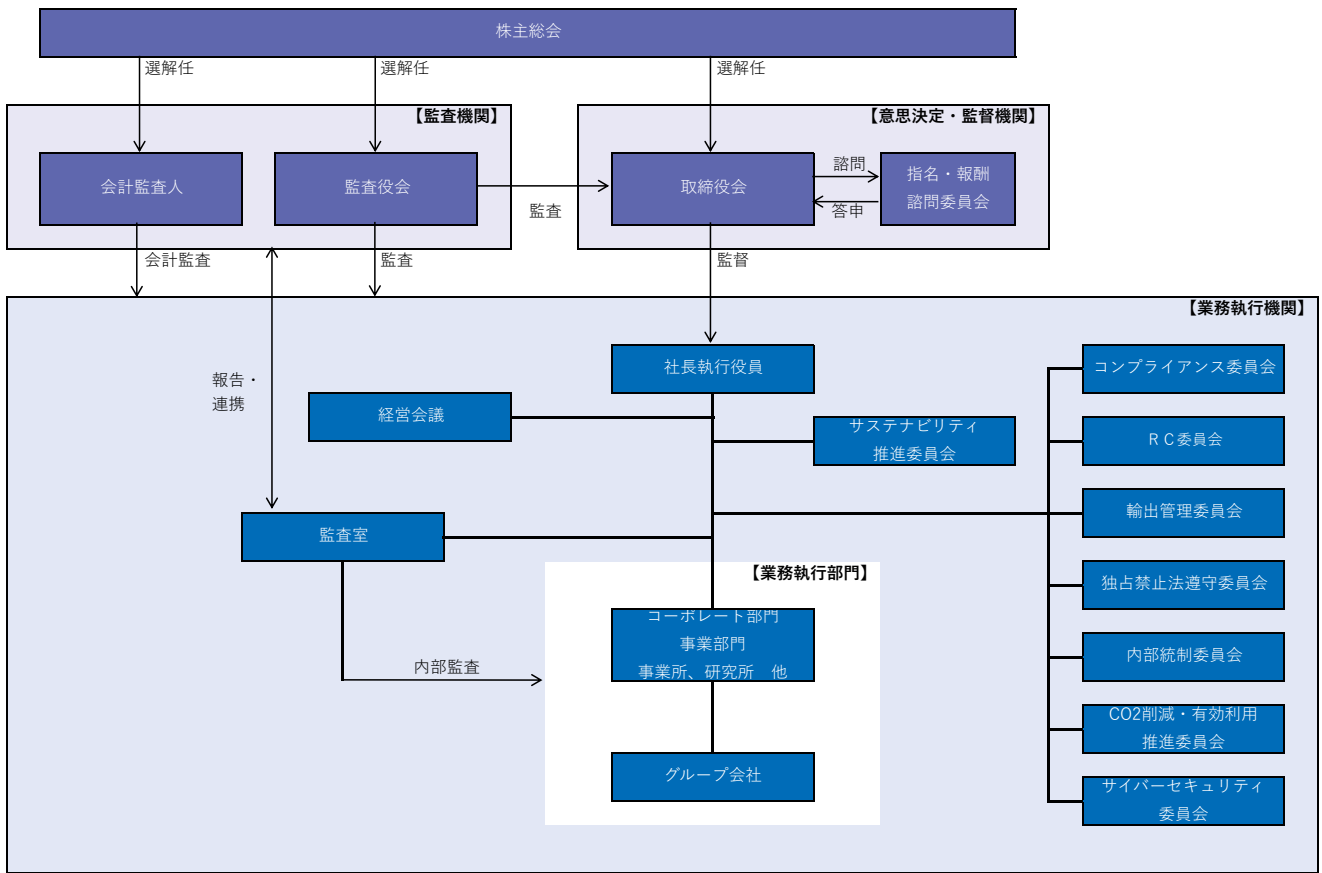 株主総会
選解任
選解任
選解任
【監査機関】
【意思決定・監督機関】
会計監査人
監査役会
監査
取締役会
諮問
答申
指名・報酬
諮問委員会
会計監査
監査
監督
【業務執行機関】
報告・
連携
社長執行役員
経営会議
サステナビリティ
推進委員会
監査室
内部監査
【業務執行部門】
コーポレート部門
事業部門
事業所、研究所　他
グループ会社
コンプライアンス委員会
ＲＣ委員会
輸出管理委員会
独占禁止法遵守委員会
内部統制委員会
CO2削減・有効利用
推進委員会
サイバーセキュリティ
委員会